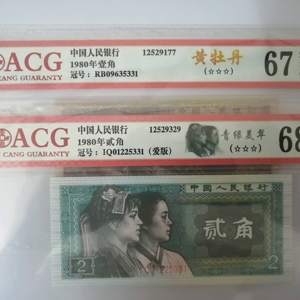 ACG
CANG GUARANTY
中国人民银行 12529177
1980年壹角
冠号: RB09635331
黄牡丹
(☆☆☆)
67
ACG
CANG GUARANTY
中国人民银行 12529329
1980年贰角
冠号: IQ01225331 (爱版)
青绿美翠
(☆☆☆)
68
中国人民银行
贰角
2
2